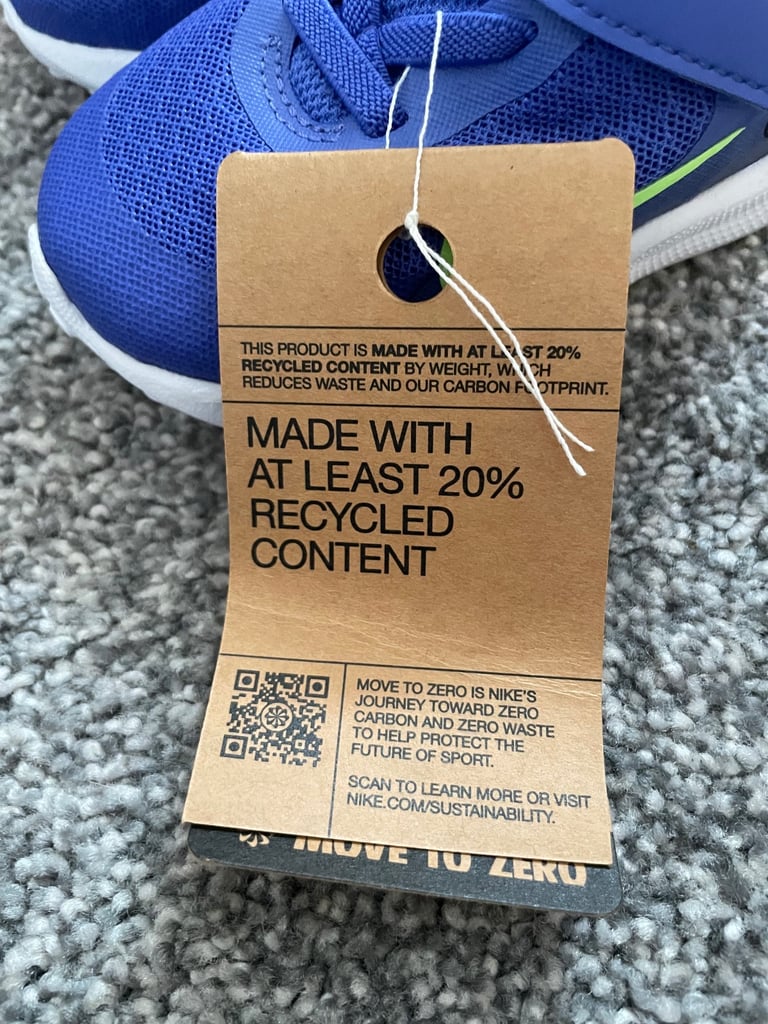 THIS PRODUCT IS MADE WITH AT LEAST 20%
RECYCLED CONTENT BY WEIGHT, WHICH
REDUCES WASTE AND OUR CARBON FOOTPRINT.
MADE WITH
AT LEAST 20%
RECYCLED
CONTENT
MOVE TO ZERO IS NIKE'S
JOURNEY TOWARD ZERO
CARBON AND ZERO WASTE
TO HELP PROTECT THE
FUTURE OF SPORT.
SCAN TO LEARN MORE OR VISIT
NIKE.COM/SUSTAINABILITY.
MOVE TO ZERO